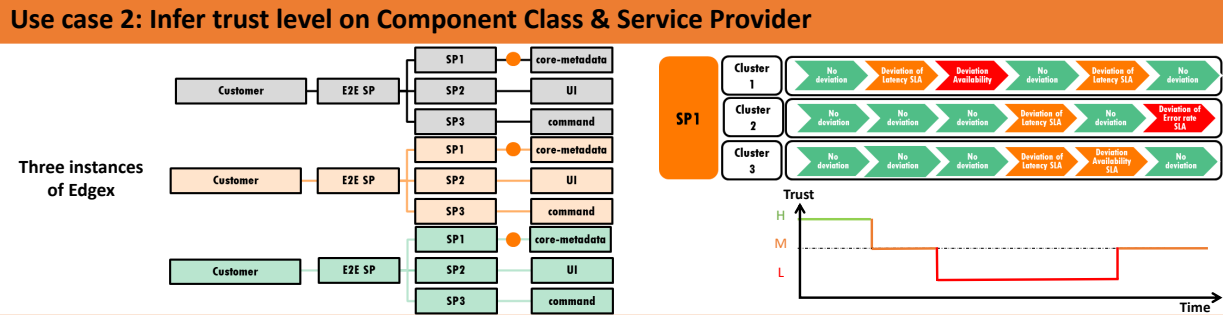 Use case 2: Infer trust level on Component Class & Service Provider
Three instances
of Edgex
Customer
E2E SP
SP1
core-metadata
SP2
UI
SP3
command
Customer
E2E SP
SP1
core-metadata
SP2
UI
SP3
command
Customer
E2E SP
SP1
core-metadata
SP2
UI
SP3
command
SP1
Cluster
1
No
deviation
Deviation of
Latency SLA
Deviation
Availability
No
deviation
Deviation of
Latency SLA
No
deviation
Cluster
2
No
deviation
No
deviation
No
deviation
Deviation of
Latency SLA
No
deviation
Deviation of
Error rate
SLA
Cluster
3
No
deviation
No
deviation
No
deviation
Deviation of
Latency SLA
Deviation
Availability
SLA
No
deviation
Trust
H
M
L
Time